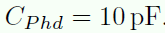 C_{Phd} = 10 pF.